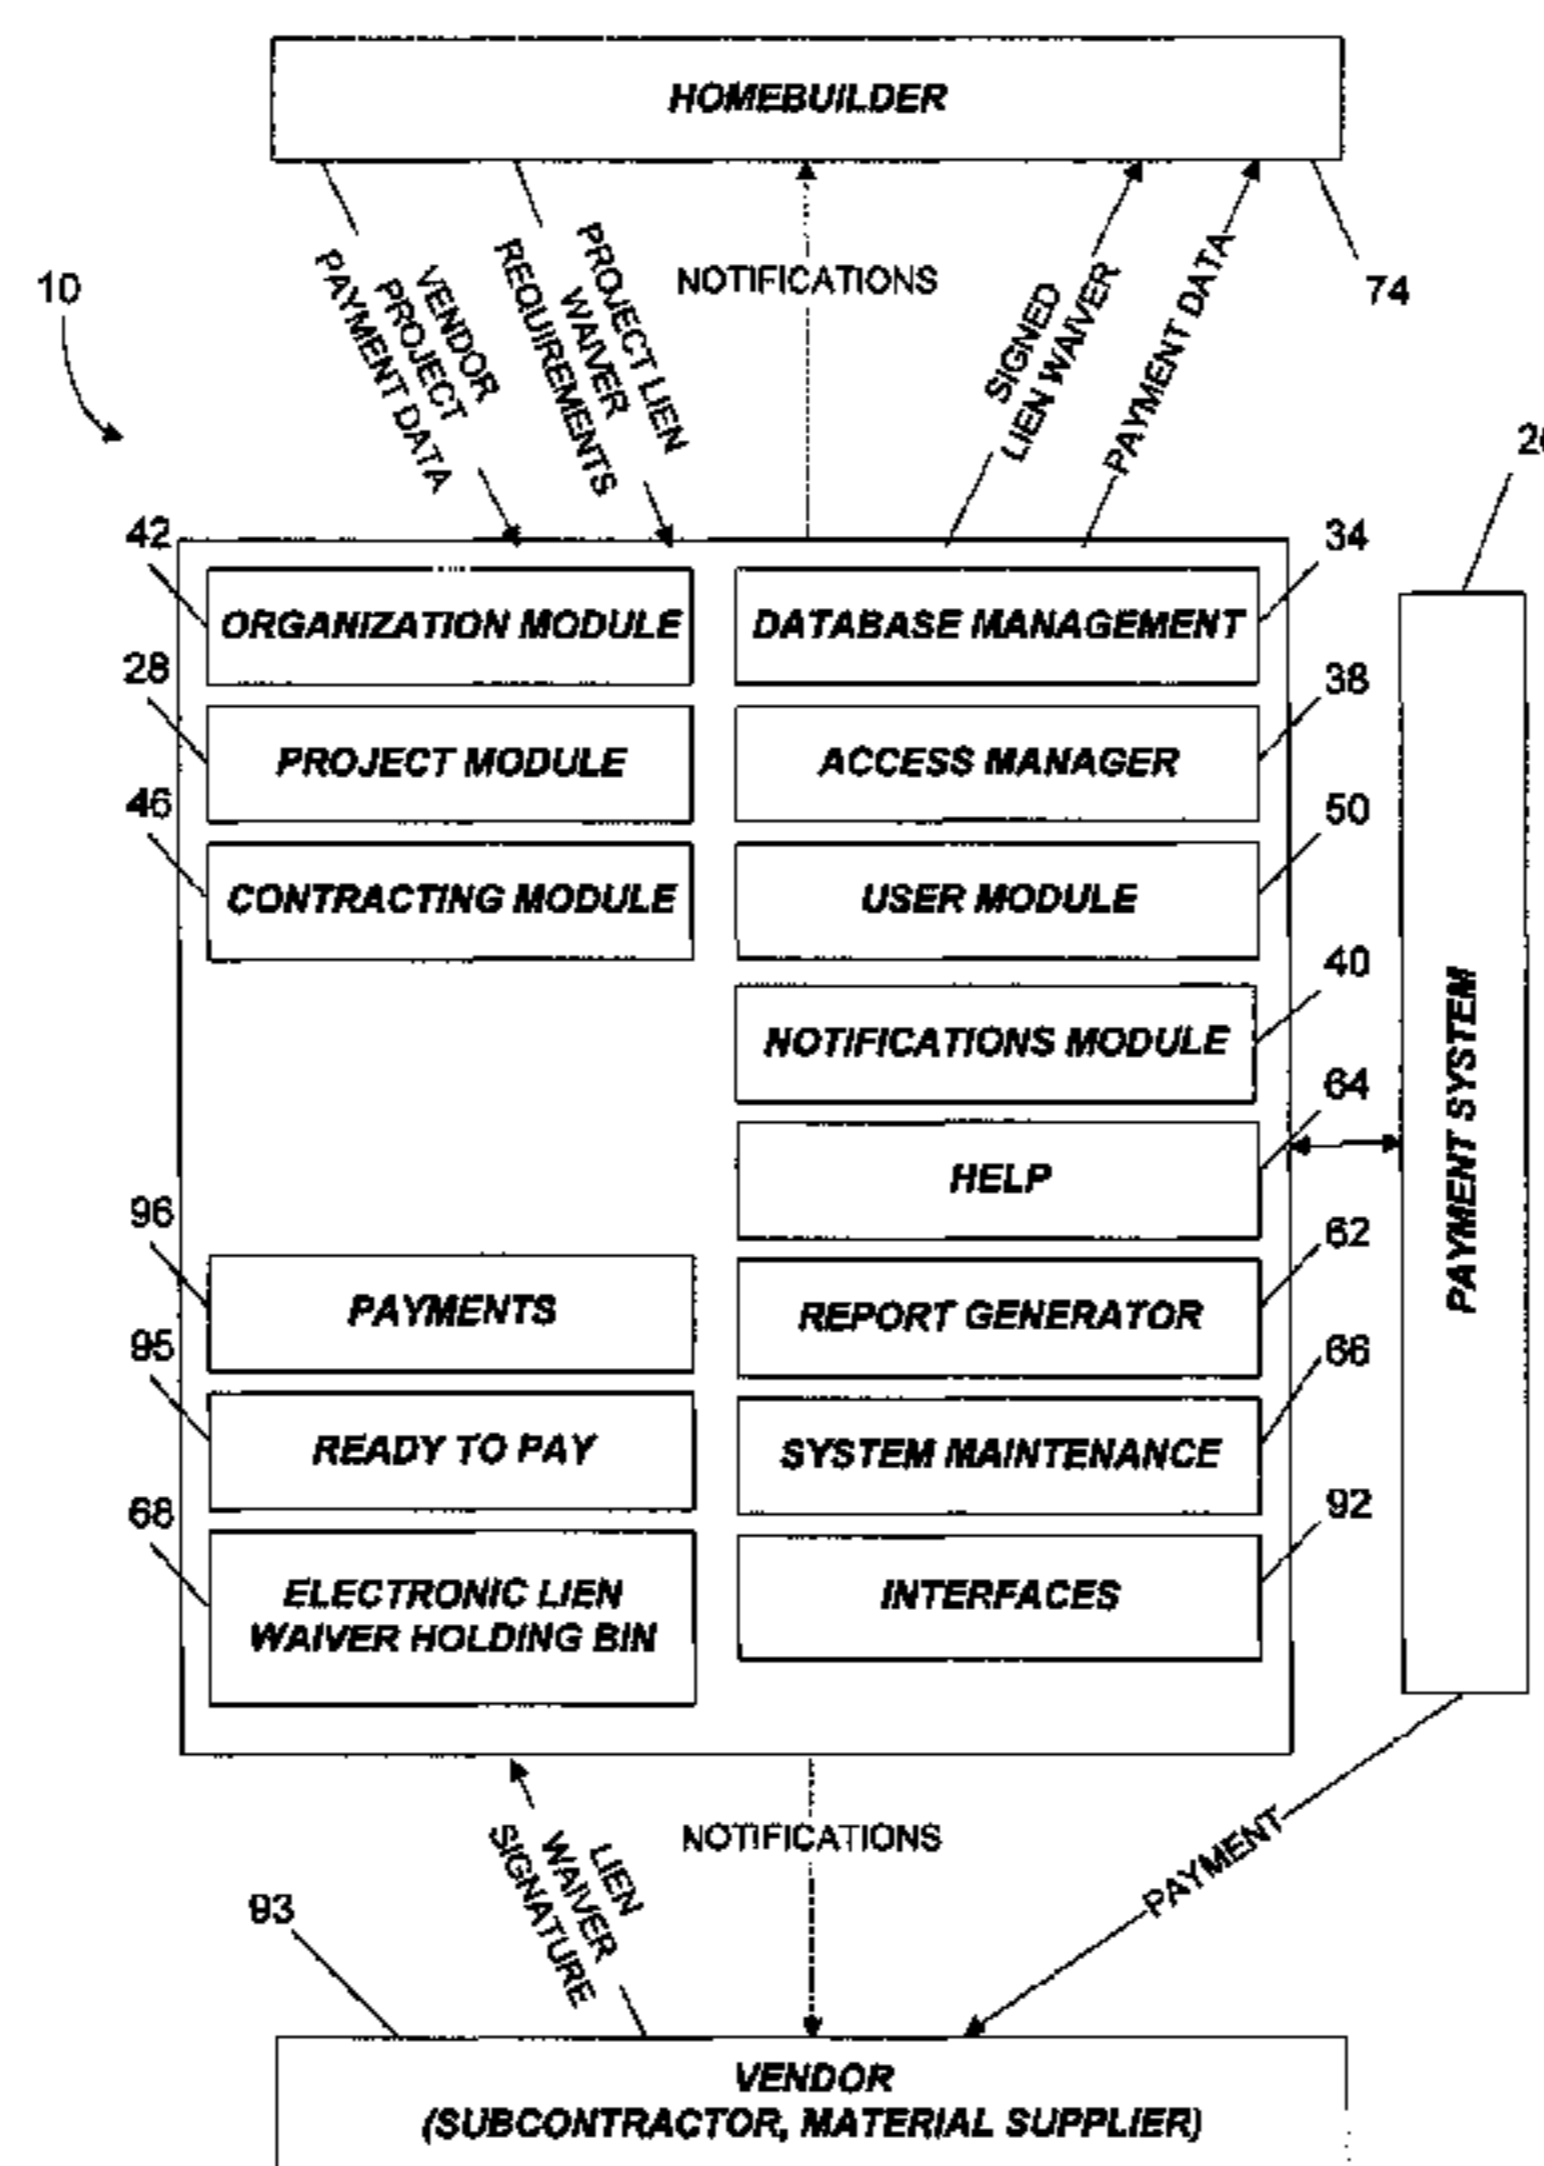 HOMEBUILDER
VENDOR
PROJECT
PAYMENT DATA
PROJECT LIEN
WAIVER
REQUIREMENTS
NOTIFICATIONS
SIGNED
LIEN WAIVER
PAYMENT DATA
74
10
42
ORGANIZATION MODULE
DATABASE MANAGEMENT
34
28
PROJECT MODULE
ACCESS MANAGER
38
46
CONTRACTING MODULE
USER MODULE
50
NOTIFICATIONS MODULE
40
HELP
64
96
PAYMENTS
REPORT GENERATOR
62
95
READY TO PAY
SYSTEM MAINTENANCE
66
68
ELECTRONIC LIEN
WAIVER HOLDING BIN
INTERFACES
92
PAYMENT SYSTEM
LIEN
WAIVER
SIGNATURE
NOTIFICATIONS
PAYMENT
93
VENDOR
(SUBCONTRACTOR, MATERIAL SUPPLIER)